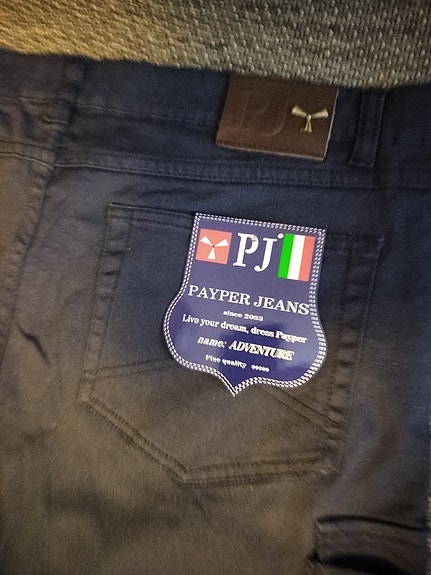 PJ
PJ
PAYPER JEANS
since 2003
Live your dream, dress Payper
name: ADVENTURE
Fine quality